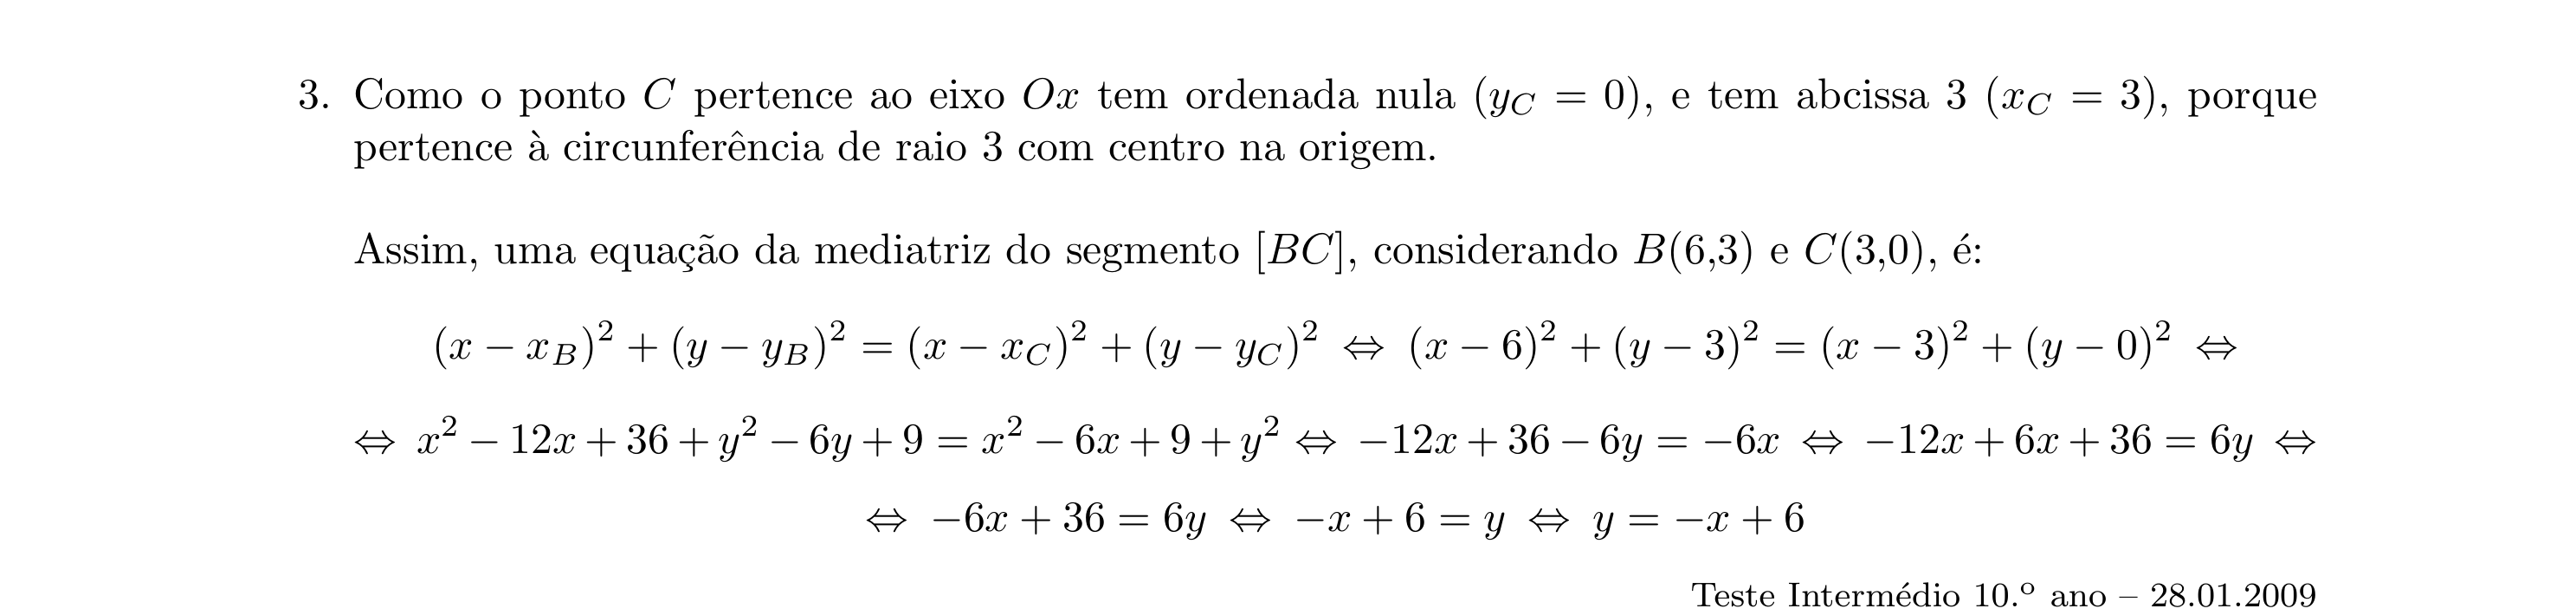 3. Como o ponto C pertence ao eixo Ox tem ordenada nula (y_C = 0), e tem abcissa 3 (x_C = 3), porque
pertence à circunferência de raio 3 com centro na origem.
Assim, uma equação da mediatriz do segmento [BC], considerando B(6,3) e C(3,0), é:
(x − x_B)² + (y − y_B)² = (x − x_C)² + (y − y_C)² ⇔ (x − 6)² + (y − 3)² = (x − 3)² + (y − 0)² ⇔
⇔ x² − 12x + 36 + y² − 6y + 9 = x² − 6x + 9 + y² ⇔ −12x + 36 − 6y = −6x ⇔ −12x + 6x + 36 = 6y ⇔
⇔ −6x + 36 = 6y ⇔ −x + 6 = y ⇔ y = −x + 6
Teste Intermédio 10.º ano – 28.01.2009